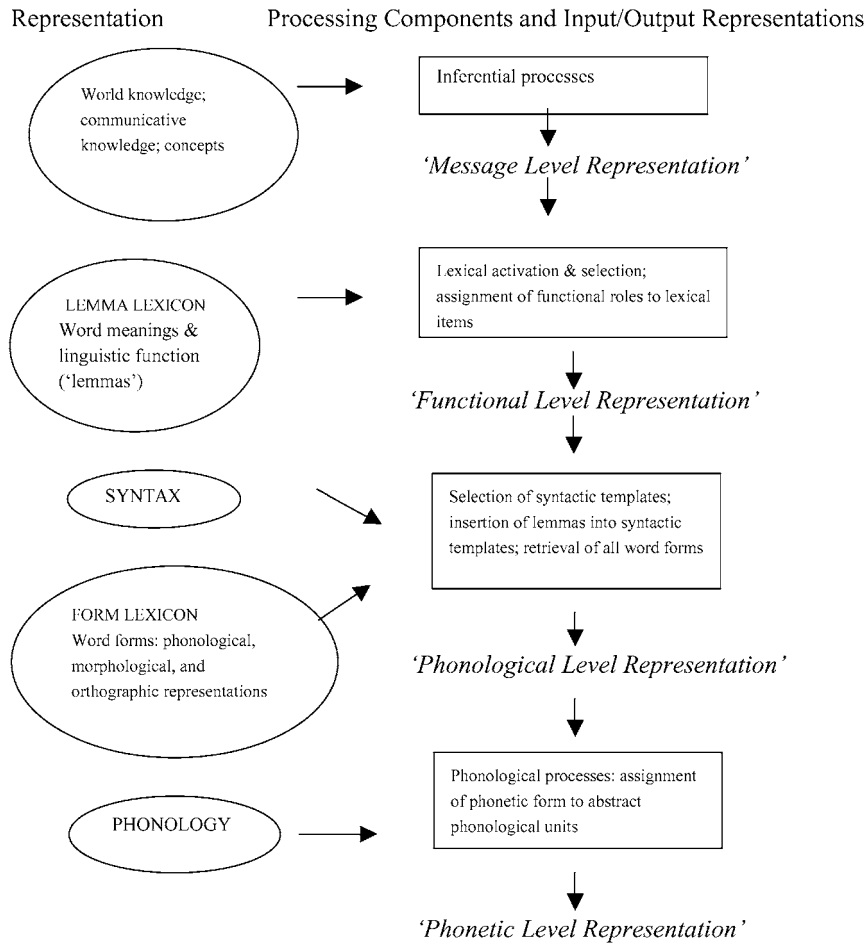 Representation
Processing Components and Input/Output Representations
World knowledge;
communicative
knowledge; concepts
Inferential processes
‘Message Level Representation’
LEMMA LEXICON
Word meanings &
linguistic function
(‘lemmas’)
Lexical activation & selection;
assignment of functional roles to lexical
items
‘Functional Level Representation’
SYNTAX
Selection of syntactic templates;
insertion of lemmas into syntactic
templates; retrieval of all word forms
FORM LEXICON
Word forms: phonological,
morphological, and
orthographic representations
‘Phonological Level Representation’
PHONOLOGY
Phonological processes: assignment
of phonetic form to abstract
phonological units
‘Phonetic Level Representation’